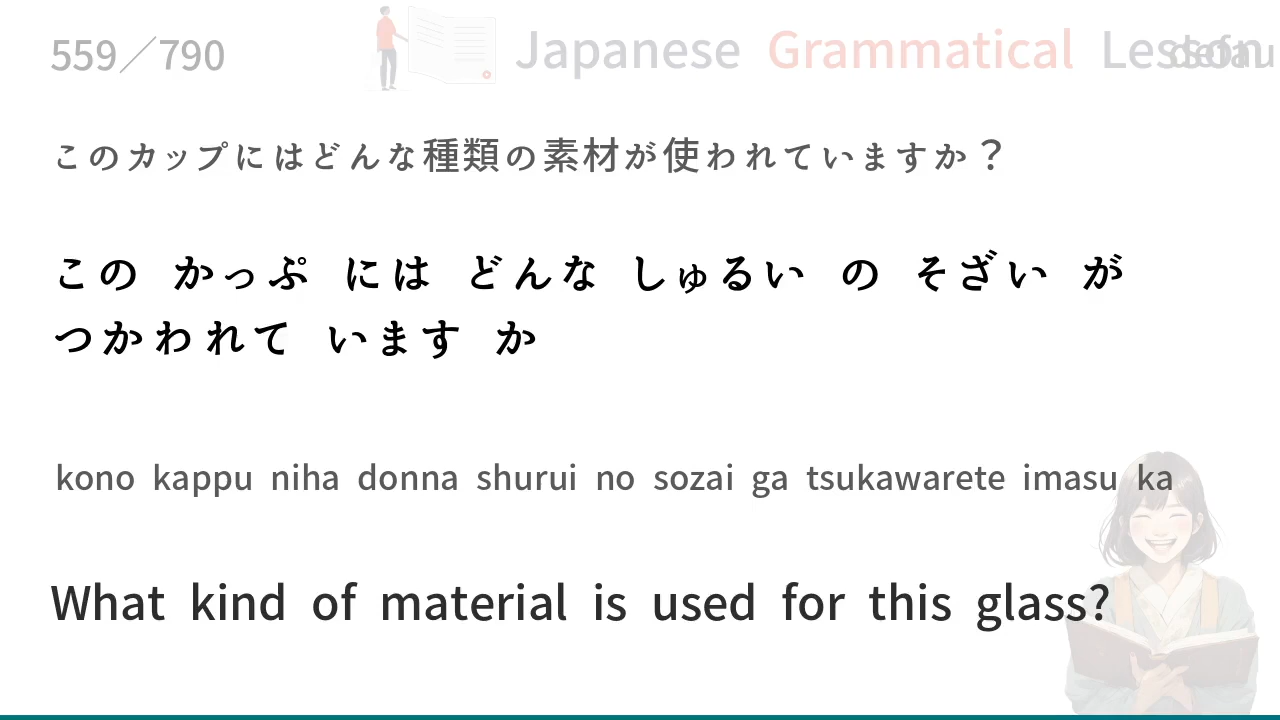 559／790
Japanese Grammatical Lesson
defau
このカップにはどんな種類の素材が使われていますか？
この かっぷ には どんな しゅるい の そざい が
つかわれて います か
kono kappu niha donna shurui no sozai ga tsukawarete imasu ka
What kind of material is used for this glass?